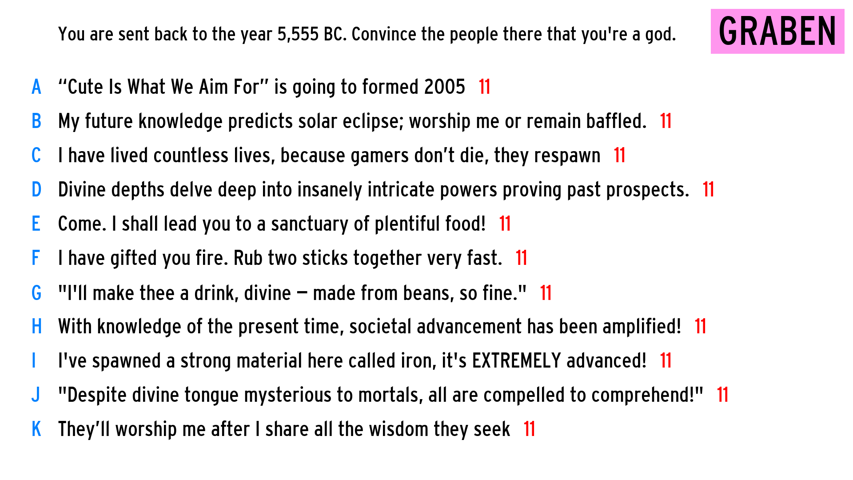 You are sent back to the year 5,555 BC. Convince the people there that you're a god.
GRABEN
A “Cute Is What We Aim For” is going to formed 2005 11
B My future knowledge predicts solar eclipse; worship me or remain baffled. 11
C I have lived countless lives, because gamers don’t die, they respawn 11
D Divine depths delve deep into insanely intricate powers proving past prospects. 11
E Come. I shall lead you to a sanctuary of plentiful food! 11
F I have gifted you fire. Rub two sticks together very fast. 11
G "I'll make thee a drink, divine – made from beans, so fine." 11
H With knowledge of the present time, societal advancement has been amplified! 11
I I've spawned a strong material here called iron, it's EXTREMELY advanced! 11
J "Despite divine tongue mysterious to mortals, all are compelled to comprehend!" 11
K They’ll worship me after I share all the wisdom they seek 11